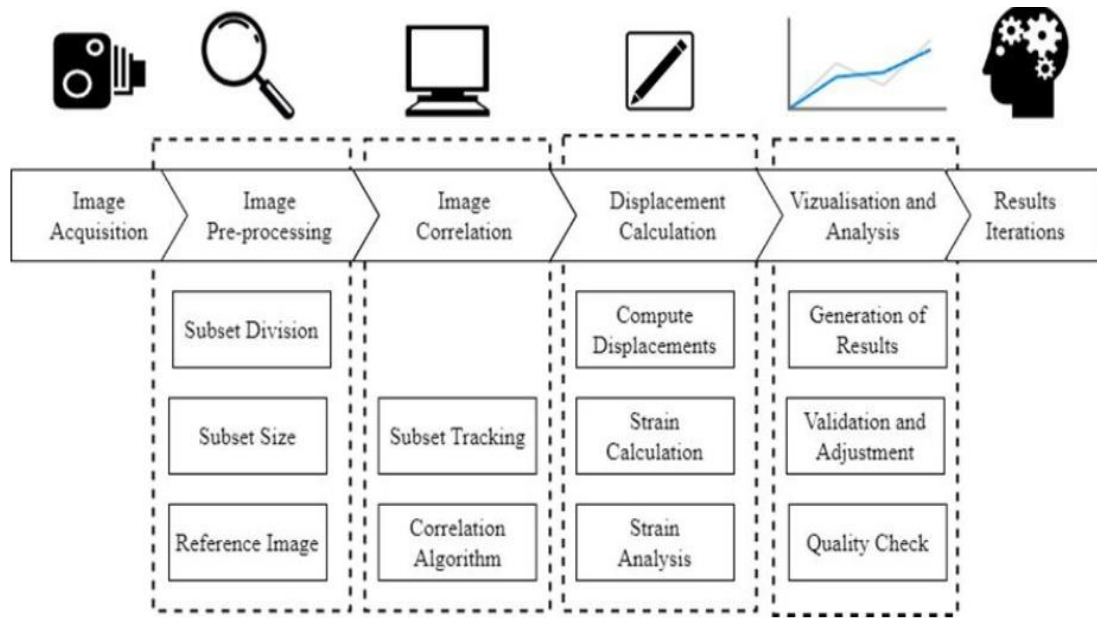 Image
Acquisition
Image
Pre-processing
Image
Correlation
Displacement
Calculation
Vizualisation and
Analysis
Results
Iterations
Subset Division
Subset Size
Reference Image
Subset Tracking
Correlation
Algorithm
Compute
Displacements
Strain
Calculation
Strain
Analysis
Generation of
Results
Validation and
Adjustment
Quality Check